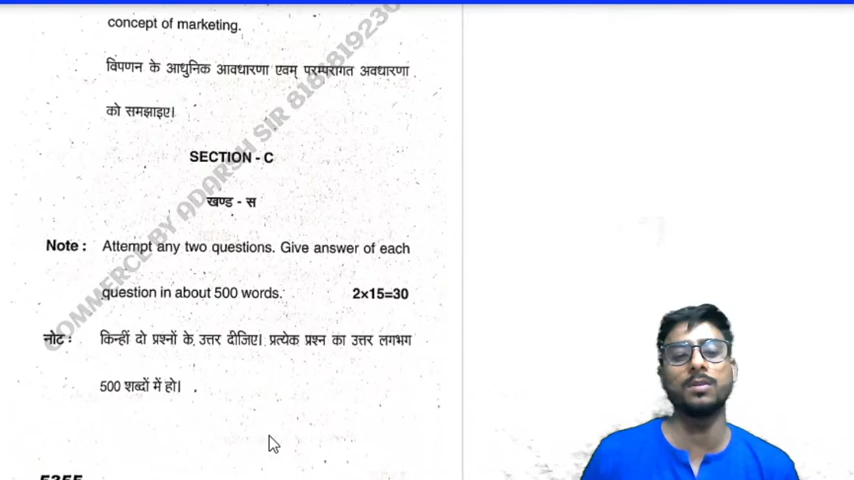 concept of marketing.
विपणन के आधुनिक आवधारणा एवम् परम्परागत अवधारणा
को समझाइए।
SECTION - C
खण्ड - स
Note : Attempt any two questions. Give answer of each
question in about 500 words. 2x15=30
नोट : किन्हीं दो प्रश्नों के उत्तर दीजिए। प्रत्येक प्रश्न का उत्तर लगभग
500 शब्दों में हो।
COMMERCE BY ADARSH SIR